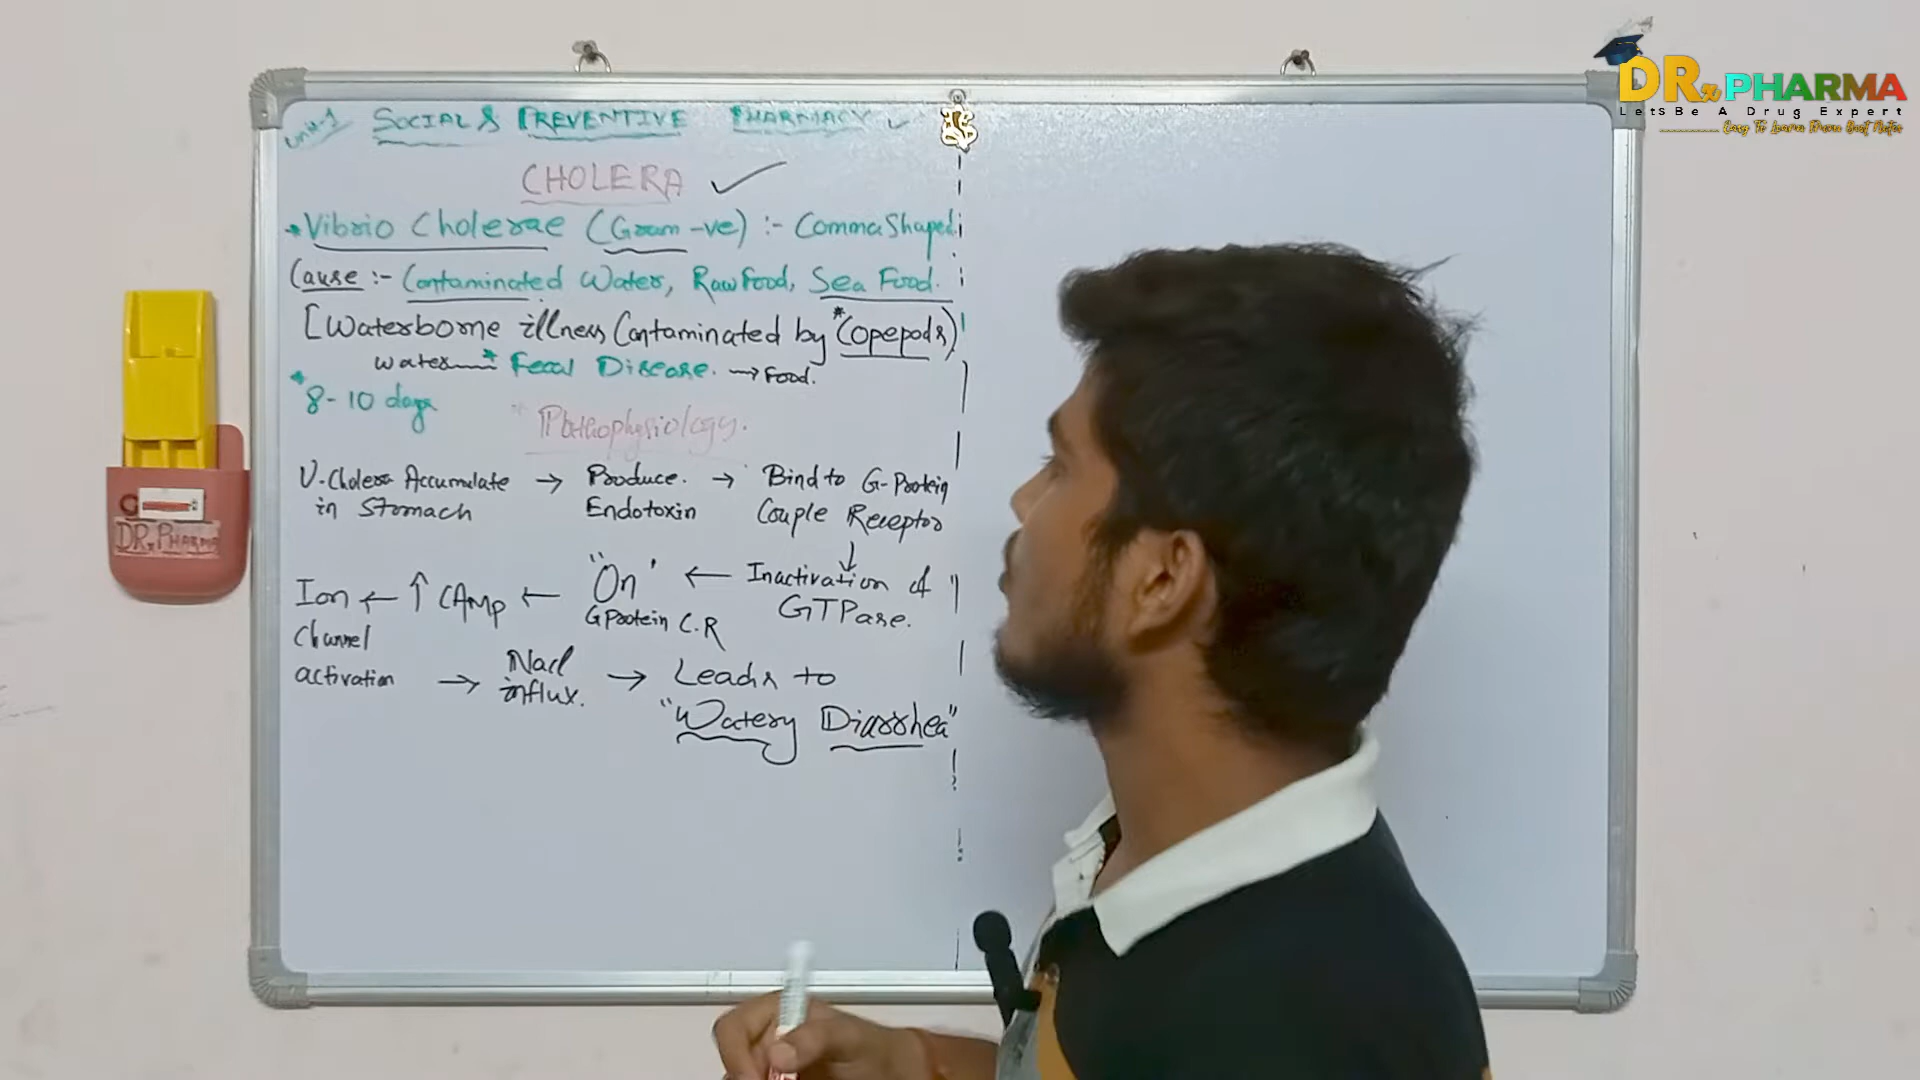 DRx PHARMA
Lets Be A Drug Expert
Unit-1 SOCIAL & PREVENTIVE PHARMACY
CHOLERA
* Vibrio Cholerae (Gram -ve) :- Comma Shaped
Cause :- Contaminated Water, Raw Food, Sea Food.
[Waterborne illness Contaminated by *Copepods)
Water * Fecal Disease. → Food.
* 8-10 days
* Pathophysiology.
V. Cholera Accumulate → Produce. → Bind to G-Protein
in Stomach Endotoxin Couple Receptor
↓
Ion ← ↑ CAMP ← "On" ← Inactivation of
Channel G Protein C.R GTPase.
activation → Nacl influx. → Leads to
"Watery Diarrhea"
DRx PHARMA